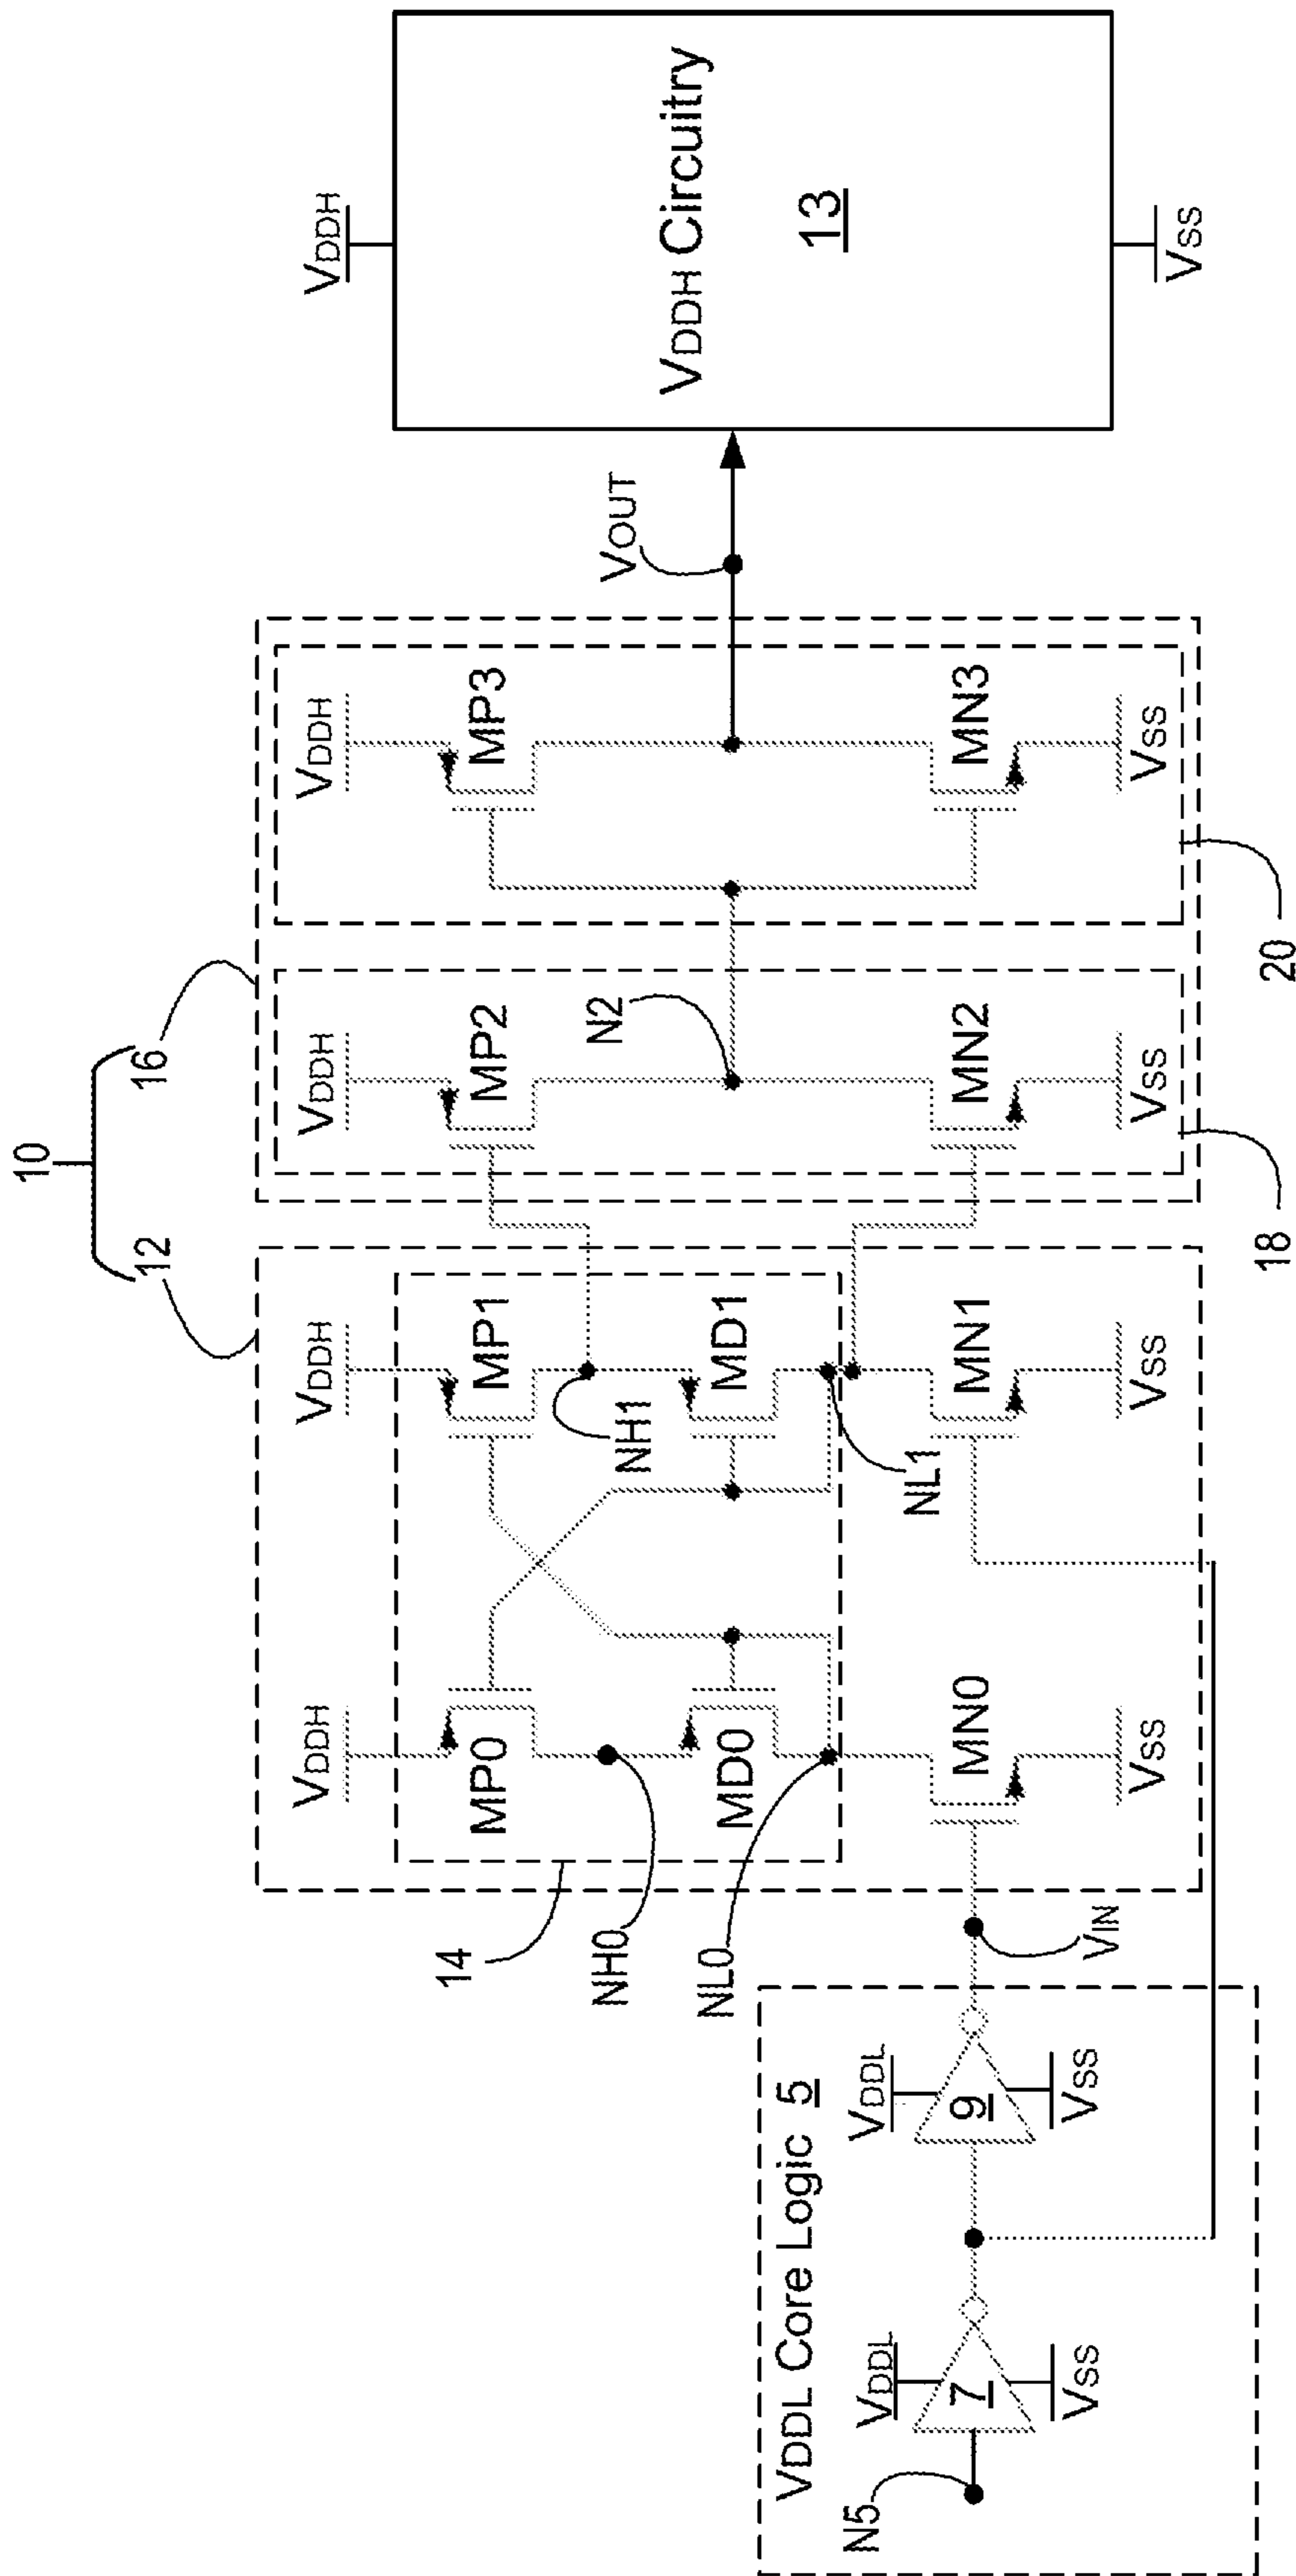 10
12
16
VDDH
VDDH
VDDH
VDDH
VDDH
14
MP0
MP1
MP2
MP3
NH0
NH1
N2
VOUT
VDDH Circuitry
13
MD0
MD1
NL0
NL1
VDDL Core Logic 5
VDDL
VDDL
N5
7
9
VSS
VSS
VIN
MN0
MN1
MN2
MN3
VSS
VSS
VSS
VSS
VSS
18
20